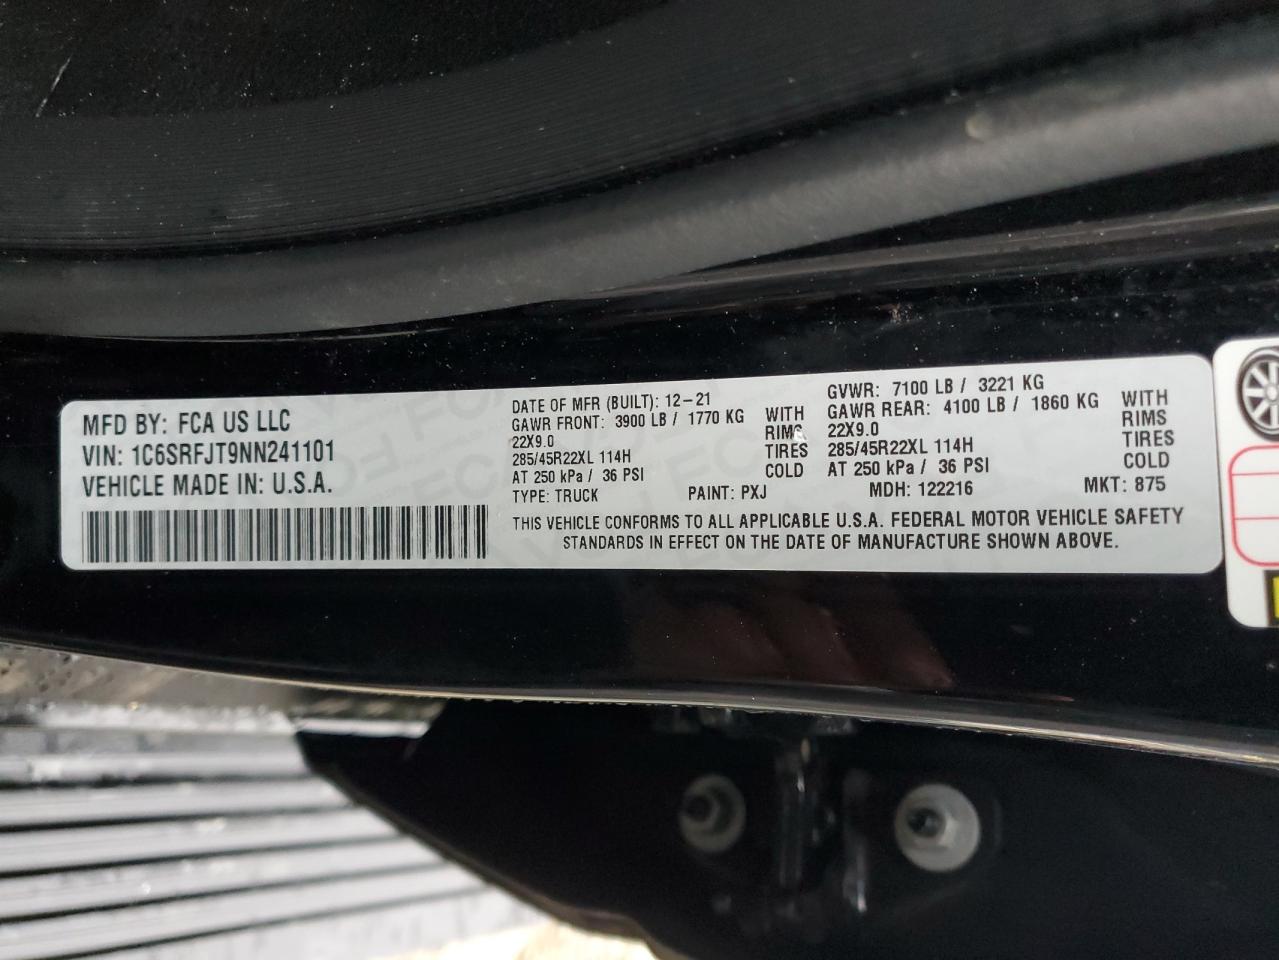 MFD BY: FCA US LLC
VIN: 1C6SRFJT9NN241101
VEHICLE MADE IN: U.S.A.
DATE OF MFR (BUILT): 12-21
GAWR FRONT: 3900 LB / 1770 KG WITH
22X9.0 RIMS
285/45R22XL 114H TIRES
AT 250 kPa / 36 PSI COLD
TYPE: TRUCK PAINT: PXJ MDH: 122216 MKT: 875
GVWR: 7100 LB / 3221 KG
GAWR REAR: 4100 LB / 1860 KG WITH
22X9.0 RIMS
285/45R22XL 114H TIRES
AT 250 kPa / 36 PSI COLD
THIS VEHICLE CONFORMS TO ALL APPLICABLE U.S.A. FEDERAL MOTOR VEHICLE SAFETY
STANDARDS IN EFFECT ON THE DATE OF MANUFACTURE SHOWN ABOVE.